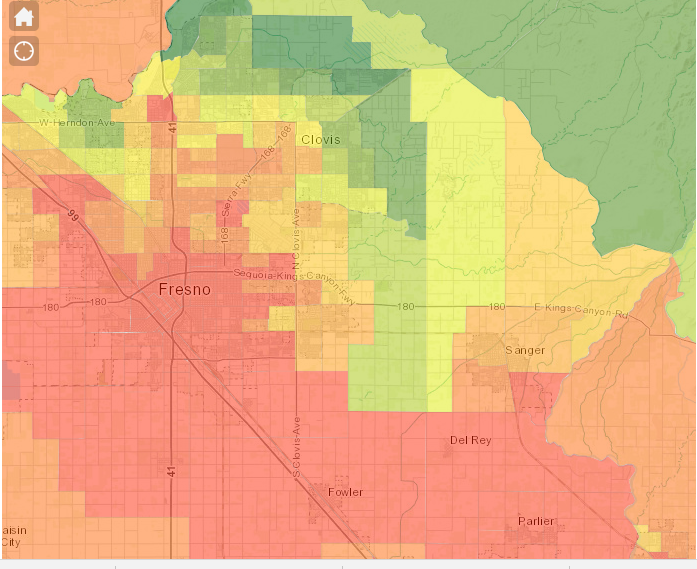 W-Herndon-Ave
41
Clovis
168
168
Sierra-Fwy
99
168
N Clovis-Ave
Sequoia-Kings-Canyon-Fwy
Fresno
180
180
180
180
E Kings-Canyon-Rd
Sanger
S Clovis-Ave
Del Rey
41
Fowler
Parlier
aisin
City